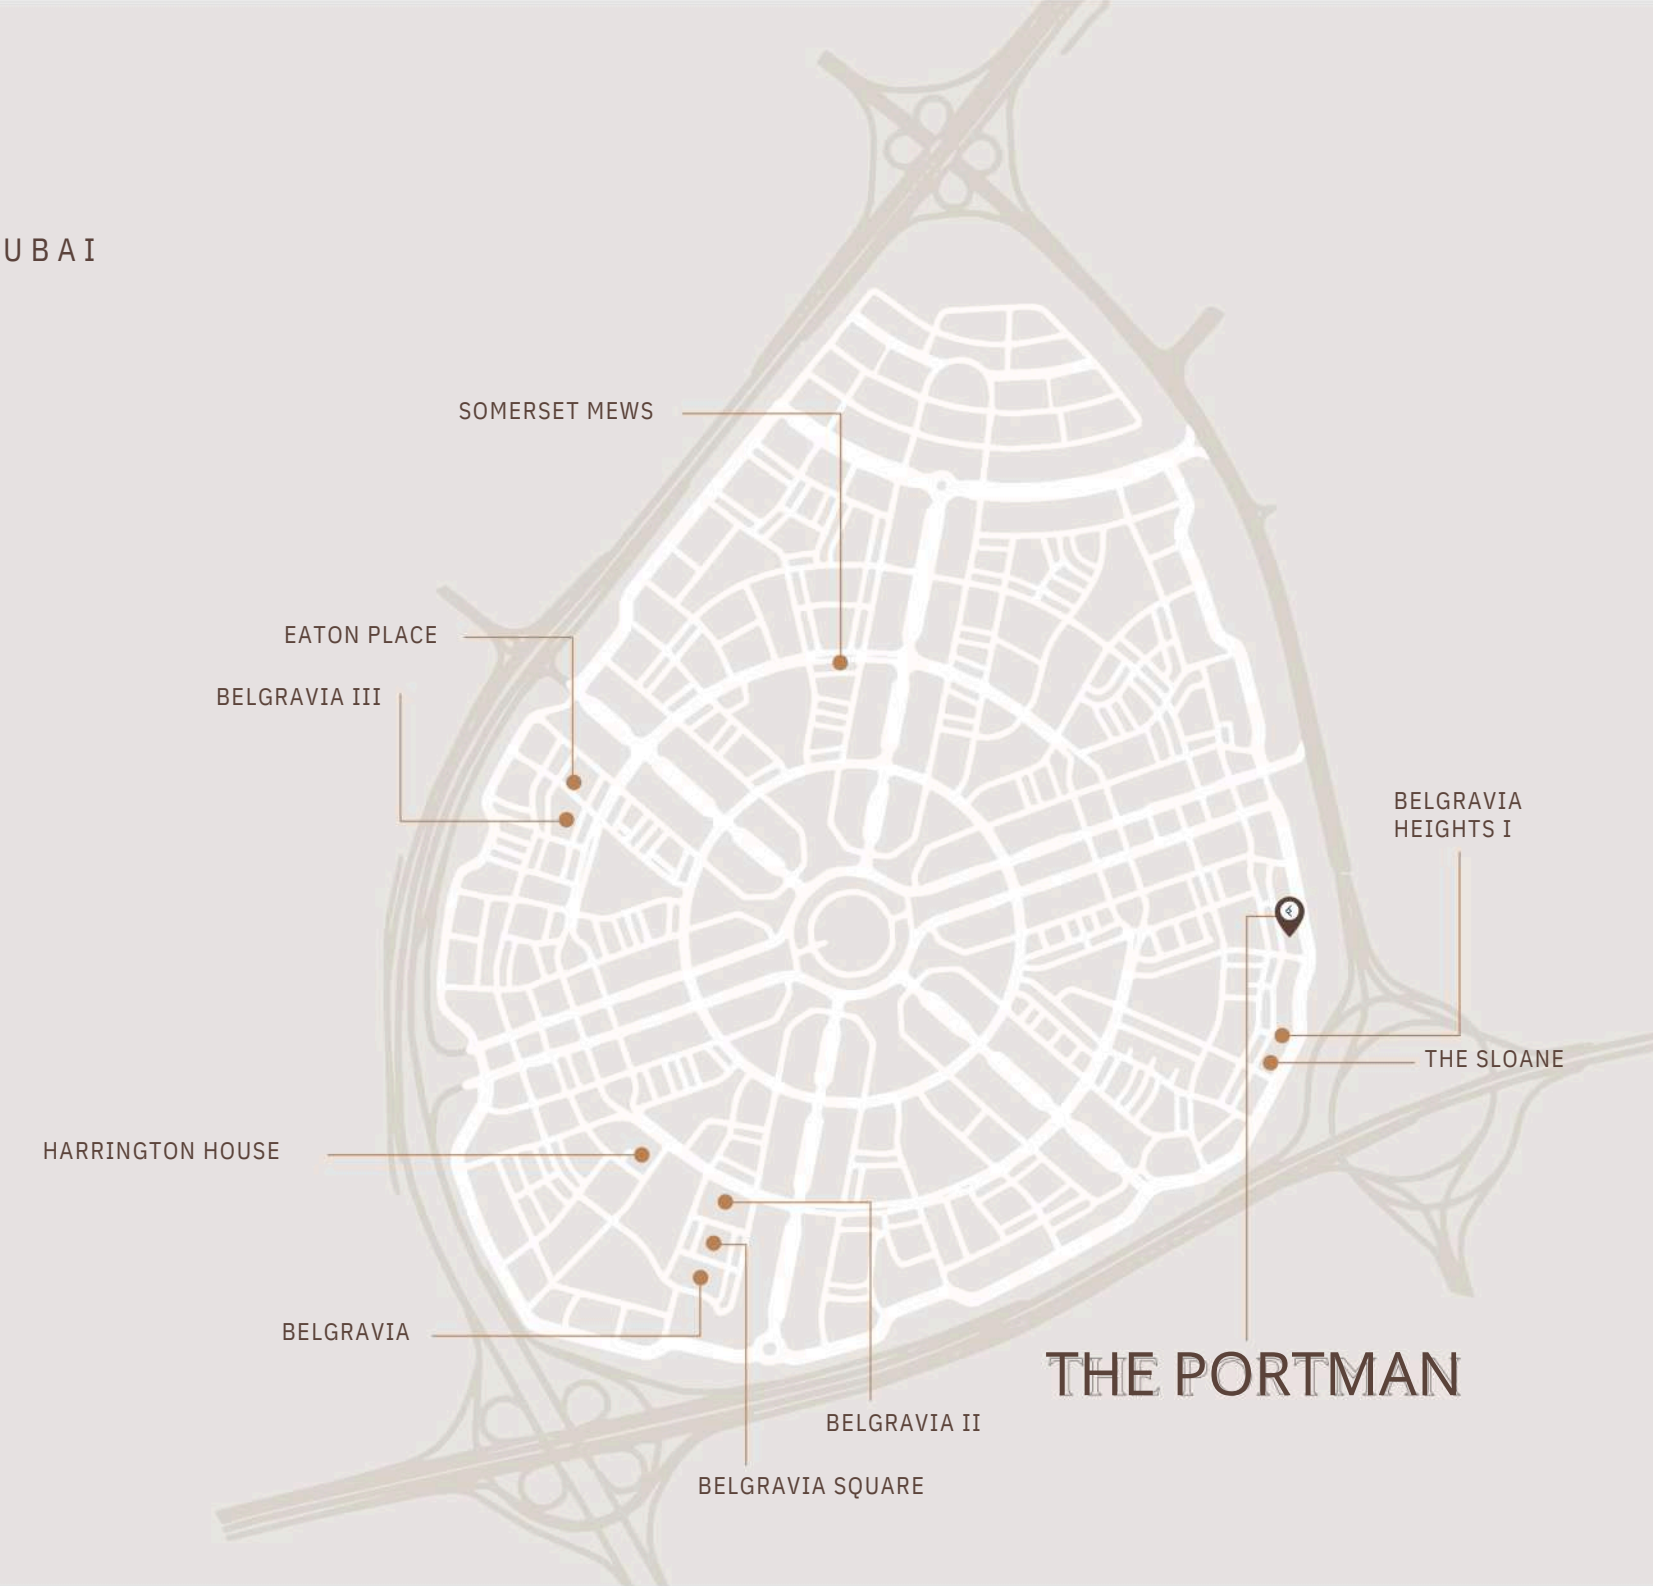 UBAI
SOMERSET MEWS
EATON PLACE
BELGRAVIA III
BELGRAVIA
HEIGHTS I
THE SLOANE
HARRINGTON HOUSE
BELGRAVIA
THE PORTMAN
BELGRAVIA II
BELGRAVIA SQUARE